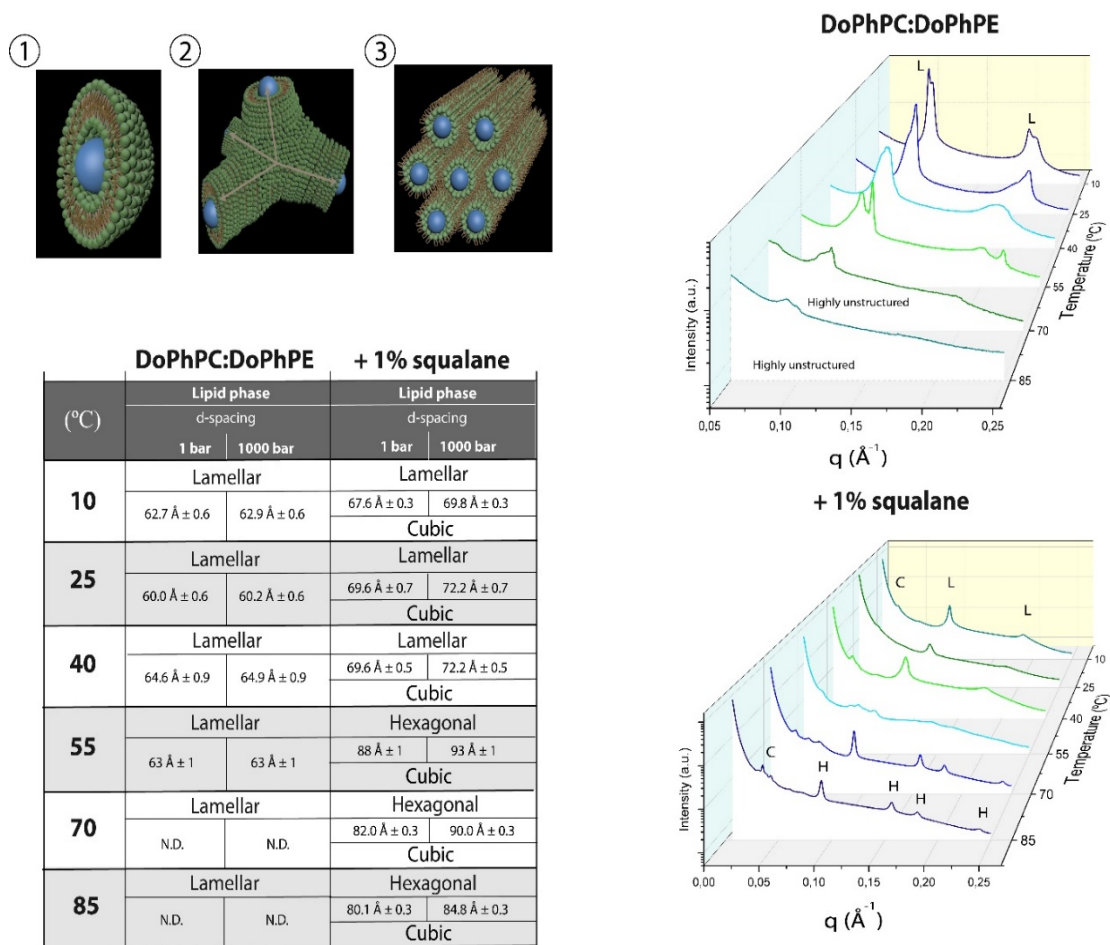 1
2
3
DoPhPC:DoPhPE
L
L
10
25
40
55
70
85
Temperature (ºC)
Intensity (a.u.)
Highly unstructured
Highly unstructured
0,05 0,10 0,15 0,20 0,25
q (Å⁻¹)
DoPhPC:DoPhPE + 1% squalane
(ºC) Lipid phase Lipid phase
d-spacing d-spacing
1 bar 1000 bar 1 bar 1000 bar
10 Lamellar Lamellar
62.7 Å ± 0.6 62.9 Å ± 0.6 67.6 Å ± 0.3 69.8 Å ± 0.3
Cubic
25 Lamellar Lamellar
60.0 Å ± 0.6 60.2 Å ± 0.6 69.6 Å ± 0.7 72.2 Å ± 0.7
Cubic
40 Lamellar Lamellar
64.6 Å ± 0.9 64.9 Å ± 0.9 69.6 Å ± 0.5 72.2 Å ± 0.5
Cubic
55 Lamellar Hexagonal
63 Å ± 1 63 Å ± 1 88 Å ± 1 93 Å ± 1
Cubic
70 Lamellar Hexagonal
N.D. N.D. 82.0 Å ± 0.3 90.0 Å ± 0.3
Cubic
85 Lamellar Hexagonal
N.D. N.D. 80.1 Å ± 0.3 84.8 Å ± 0.3
Cubic
+ 1% squalane
C L L
10
25
40
55
70
85
Temperature (ºC)
Intensity (a.u.)
C H H H H
0,00 0,05 0,10 0,15 0,20 0,25
q (Å⁻¹)